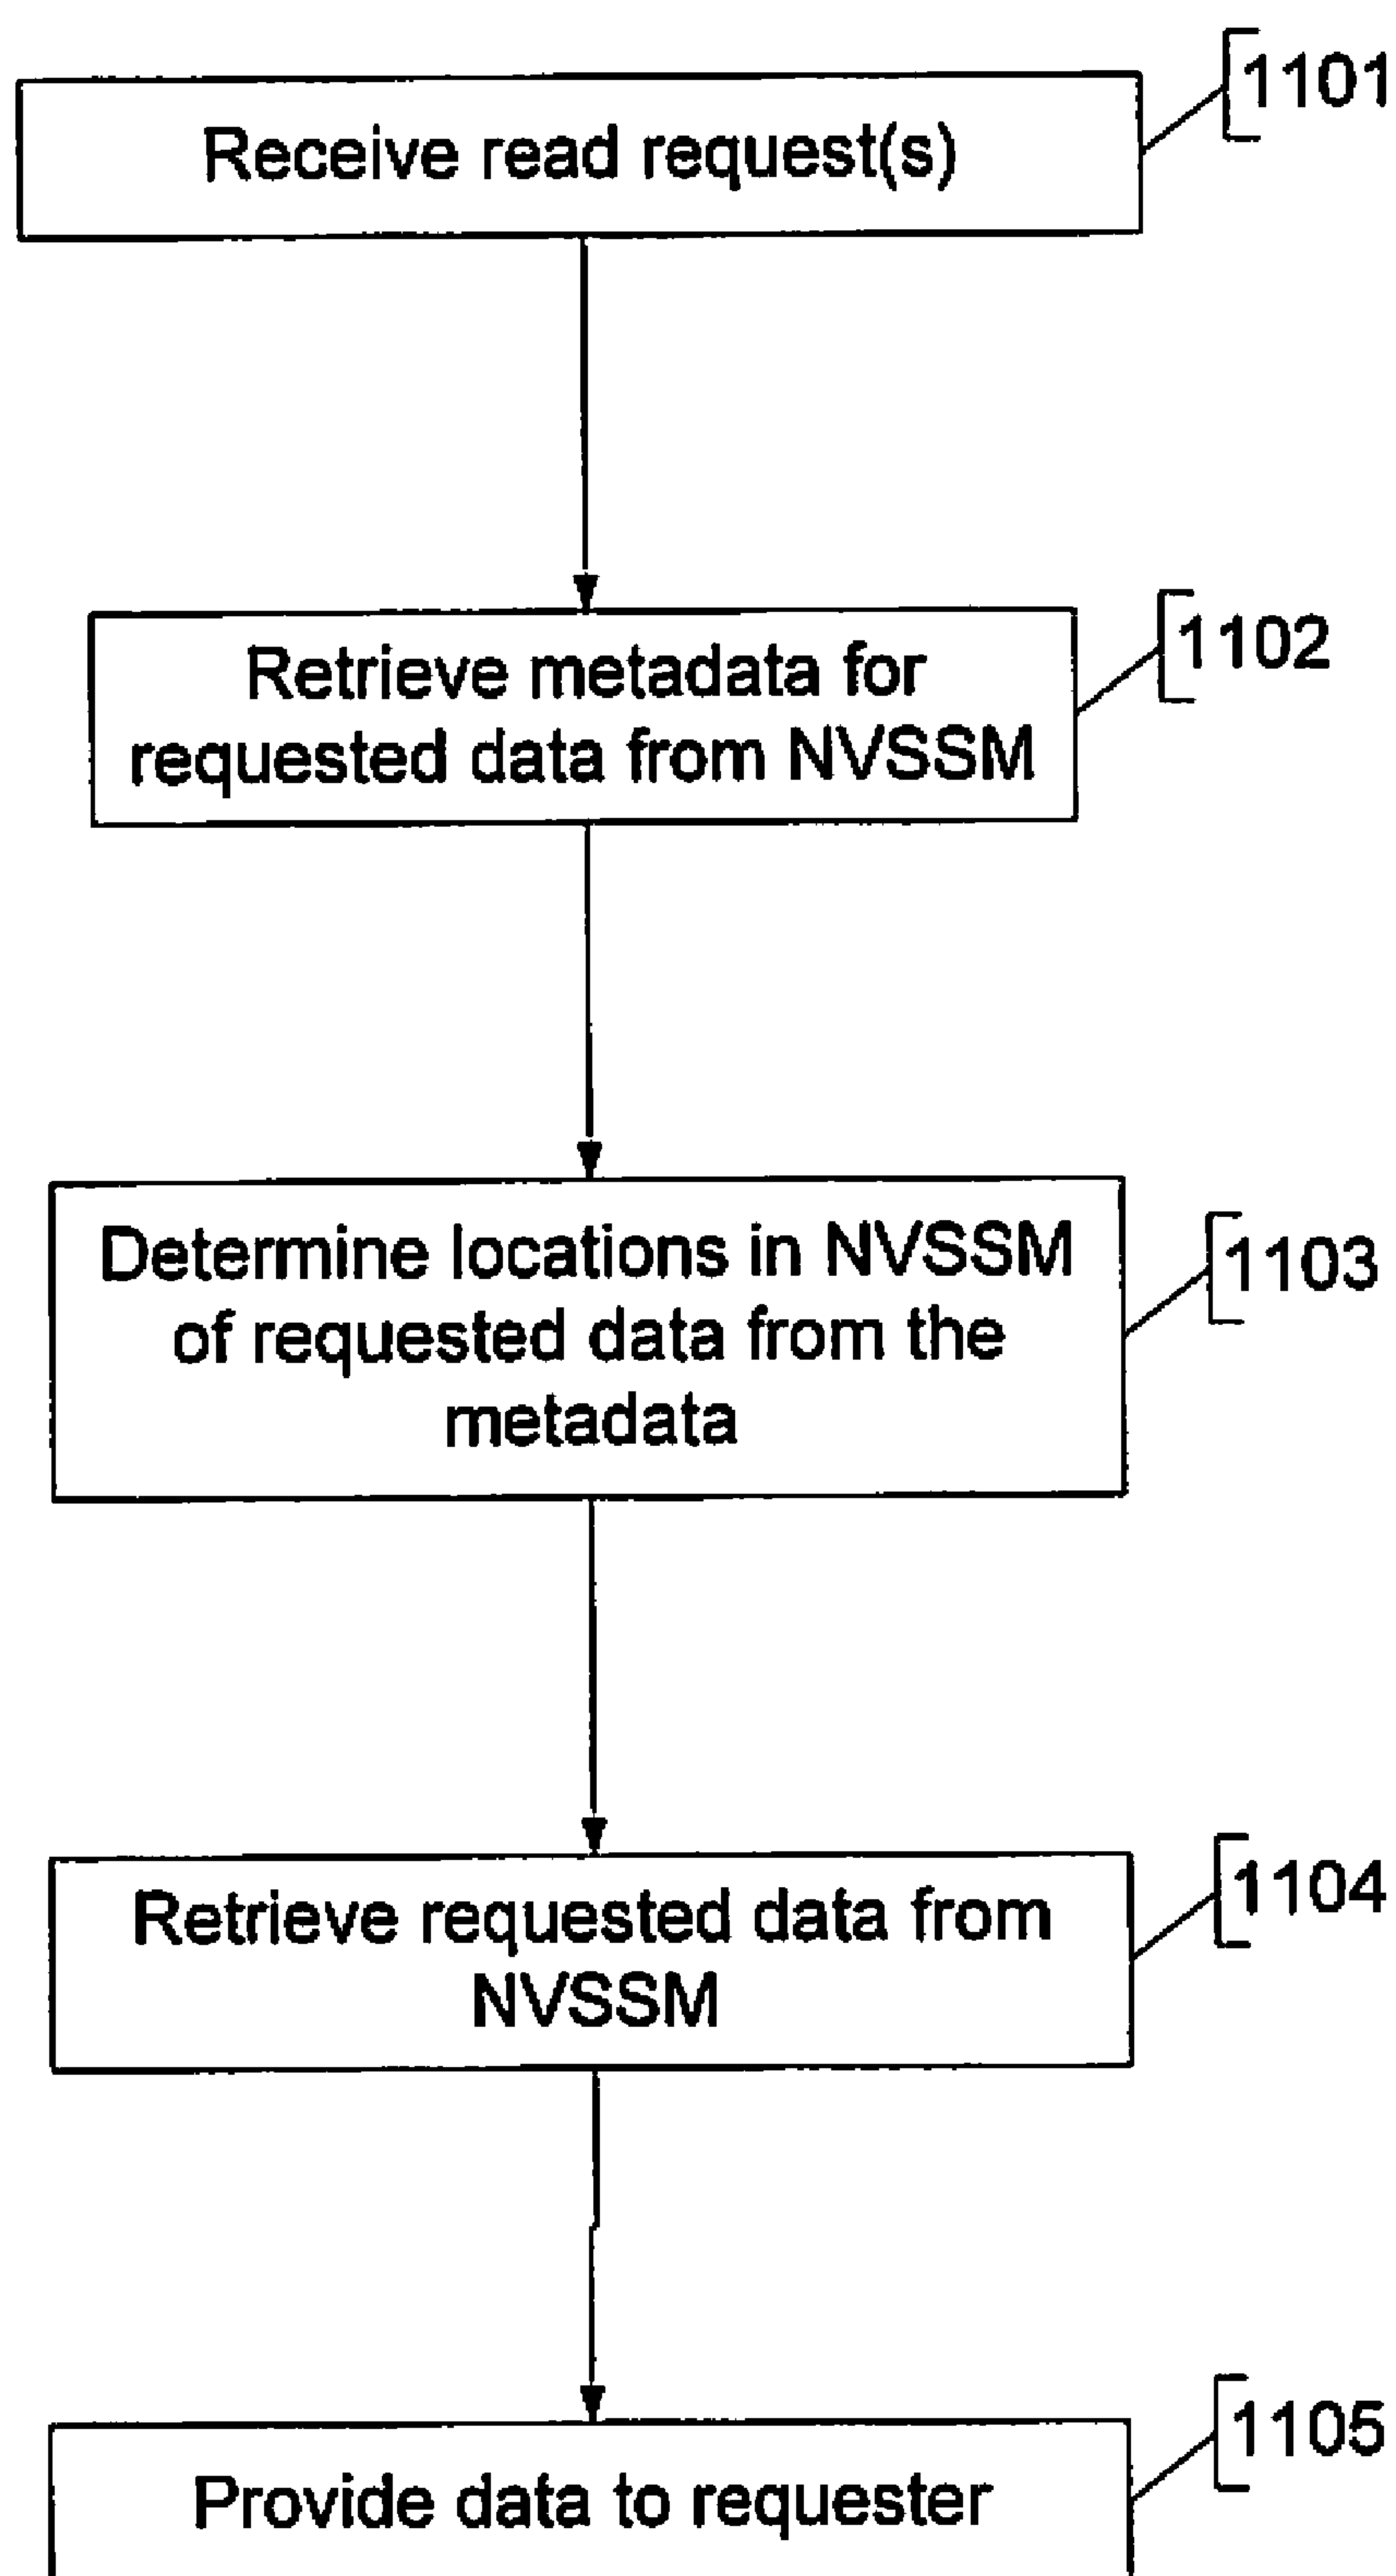 1101
Receive read request(s)
1102
Retrieve metadata for
requested data from NVSSM
1103
Determine locations in NVSSM
of requested data from the
metadata
1104
Retrieve requested data from
NVSSM
1105
Provide data to requester